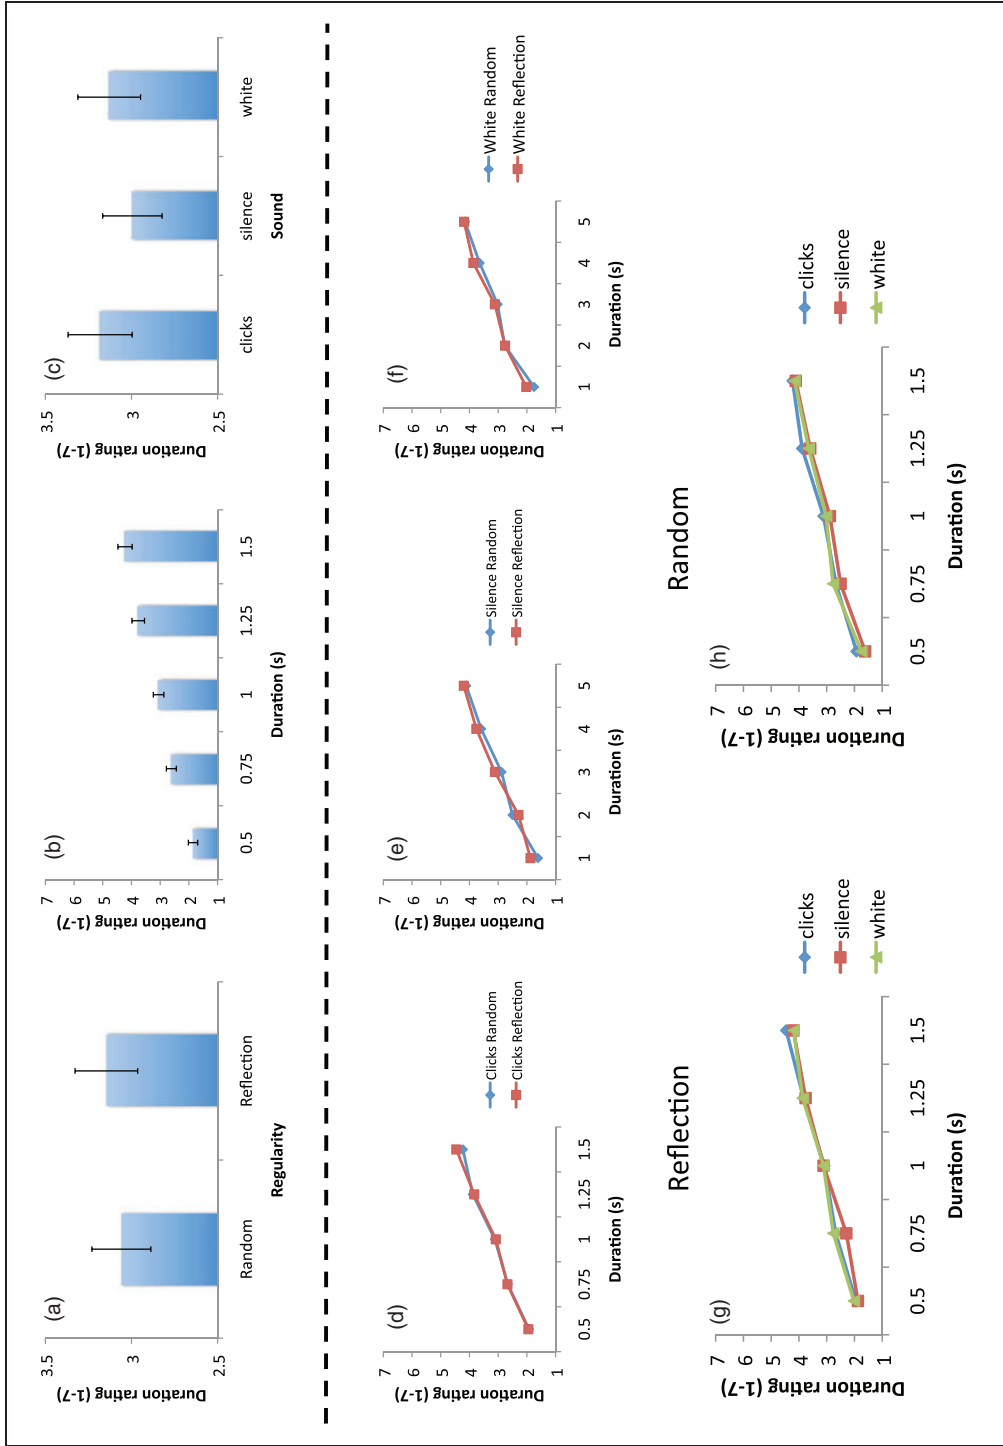 (a)
3.5
3
2.5
Duration rating (1-7)
Random
Reflection
Regularity
(b)
7
6
5
4
3
2
1
Duration rating (1-7)
0.5
0.75
1
1.25
1.5
Duration (s)
(c)
3.5
3
2.5
Duration rating (1-7)
clicks
silence
white
Sound
(d)
7
6
5
4
3
2
1
Duration rating (1-7)
0.5
0.75
1
1.25
1.5
Duration (s)
Clicks Random
Clicks Reflection
(e)
7
6
5
4
3
2
1
Duration rating (1-7)
1
2
3
4
5
Duration (s)
Silence Random
Silence Reflection
(f)
7
6
5
4
3
2
1
Duration rating (1-7)
1
2
3
4
5
Duration (s)
White Random
White Reflection
(g)
Reflection
7
6
5
4
3
2
1
Duration rating (1-7)
0.5
0.75
1
1.25
1.5
Duration (s)
clicks
silence
white
(h)
Random
7
6
5
4
3
2
1
Duration rating (1-7)
0.5
0.75
1
1.25
1.5
Duration (s)
clicks
silence
white